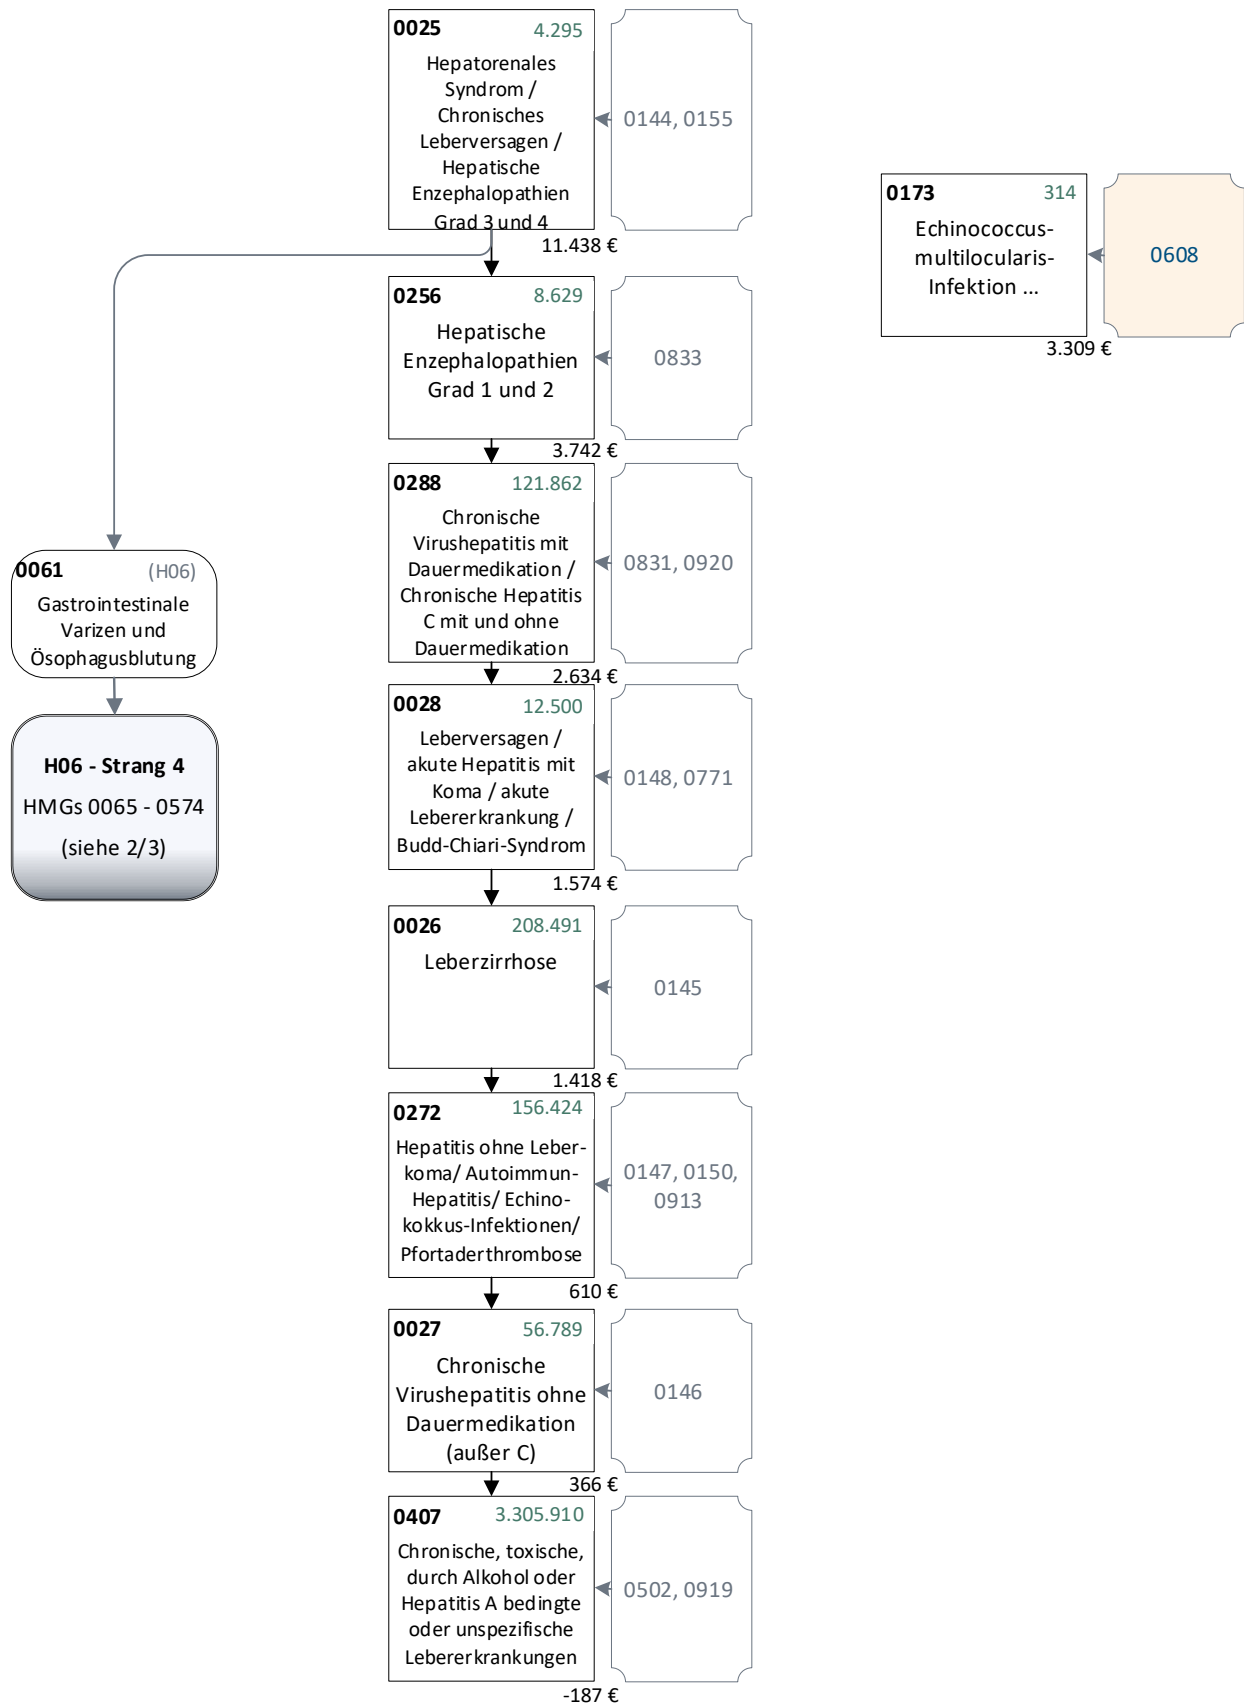 0025 4.295
Hepatorenales
Syndrom /
Chronisches
Leberversagen /
Hepatische
Enzephalopathien
Grad 3 und 4
0144, 0155
11.438 €
0173 314
Echinococcus-
multilocularis-
Infektion ...
0608
3.309 €
0256 8.629
Hepatische
Enzephalopathien
Grad 1 und 2
0833
3.742 €
0288 121.862
Chronische
Virushepatitis mit
Dauermedikation /
Chronische Hepatitis
C mit und ohne
Dauermedikation
0831, 0920
2.634 €
0061 (H06)
Gastrointestinale
Varizen und
Ösophagusblutung
H06 - Strang 4
HMGs 0065 - 0574
(siehe 2/3)
0028 12.500
Leberversagen /
akute Hepatitis mit
Koma / akute
Lebererkrankung /
Budd-Chiari-Syndrom
0148, 0771
1.574 €
0026 208.491
Leberzirrhose
0145
1.418 €
0272 156.424
Hepatitis ohne Leber-
koma/ Autoimmun-
Hepatitis/ Echino-
kokkus-Infektionen/
Pfortaderthrombose
0147, 0150,
0913
610 €
0027 56.789
Chronische
Virushepatitis ohne
Dauermedikation
(außer C)
0146
366 €
0407 3.305.910
Chronische, toxische,
durch Alkohol oder
Hepatitis A bedingte
oder unspezifische
Lebererkrankungen
0502, 0919
-187 €